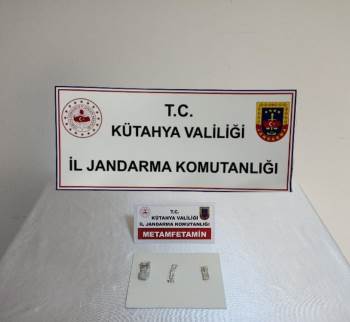 T.C.
KÜTAHYA VALİLİĞİ
İL JANDARMA KOMUTANLIĞI
T.C.
KÜTAHYA VALİLİĞİ
İL JANDARMA KOMUTANLIĞI
METAMFETAMİN